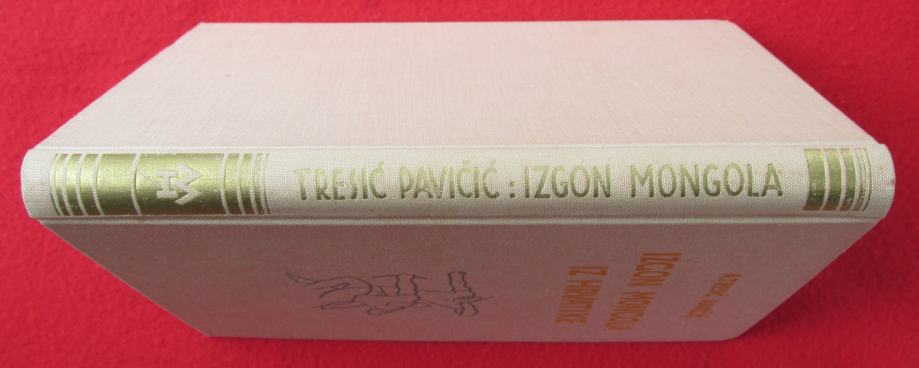 TRESIĆ PAVIČIĆ: IZGON MONGOLA
IZGON MONGOLA
IZ HRVATSKE